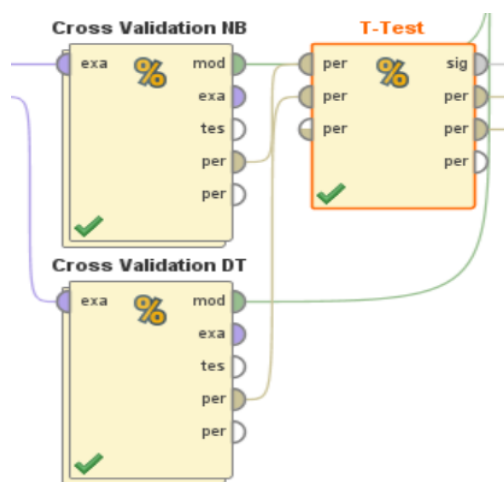 Cross Validation NB
exa
%
mod
exa
tes
per
per
T-Test
per
per
per
%
sig
per
per
per
Cross Validation DT
exa
%
mod
exa
tes
per
per